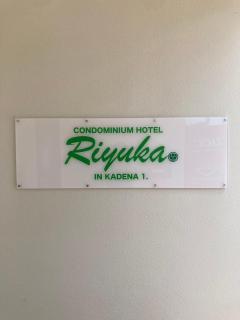 CONDOMINIUM HOTEL
Riyuka
IN KADENA 1.